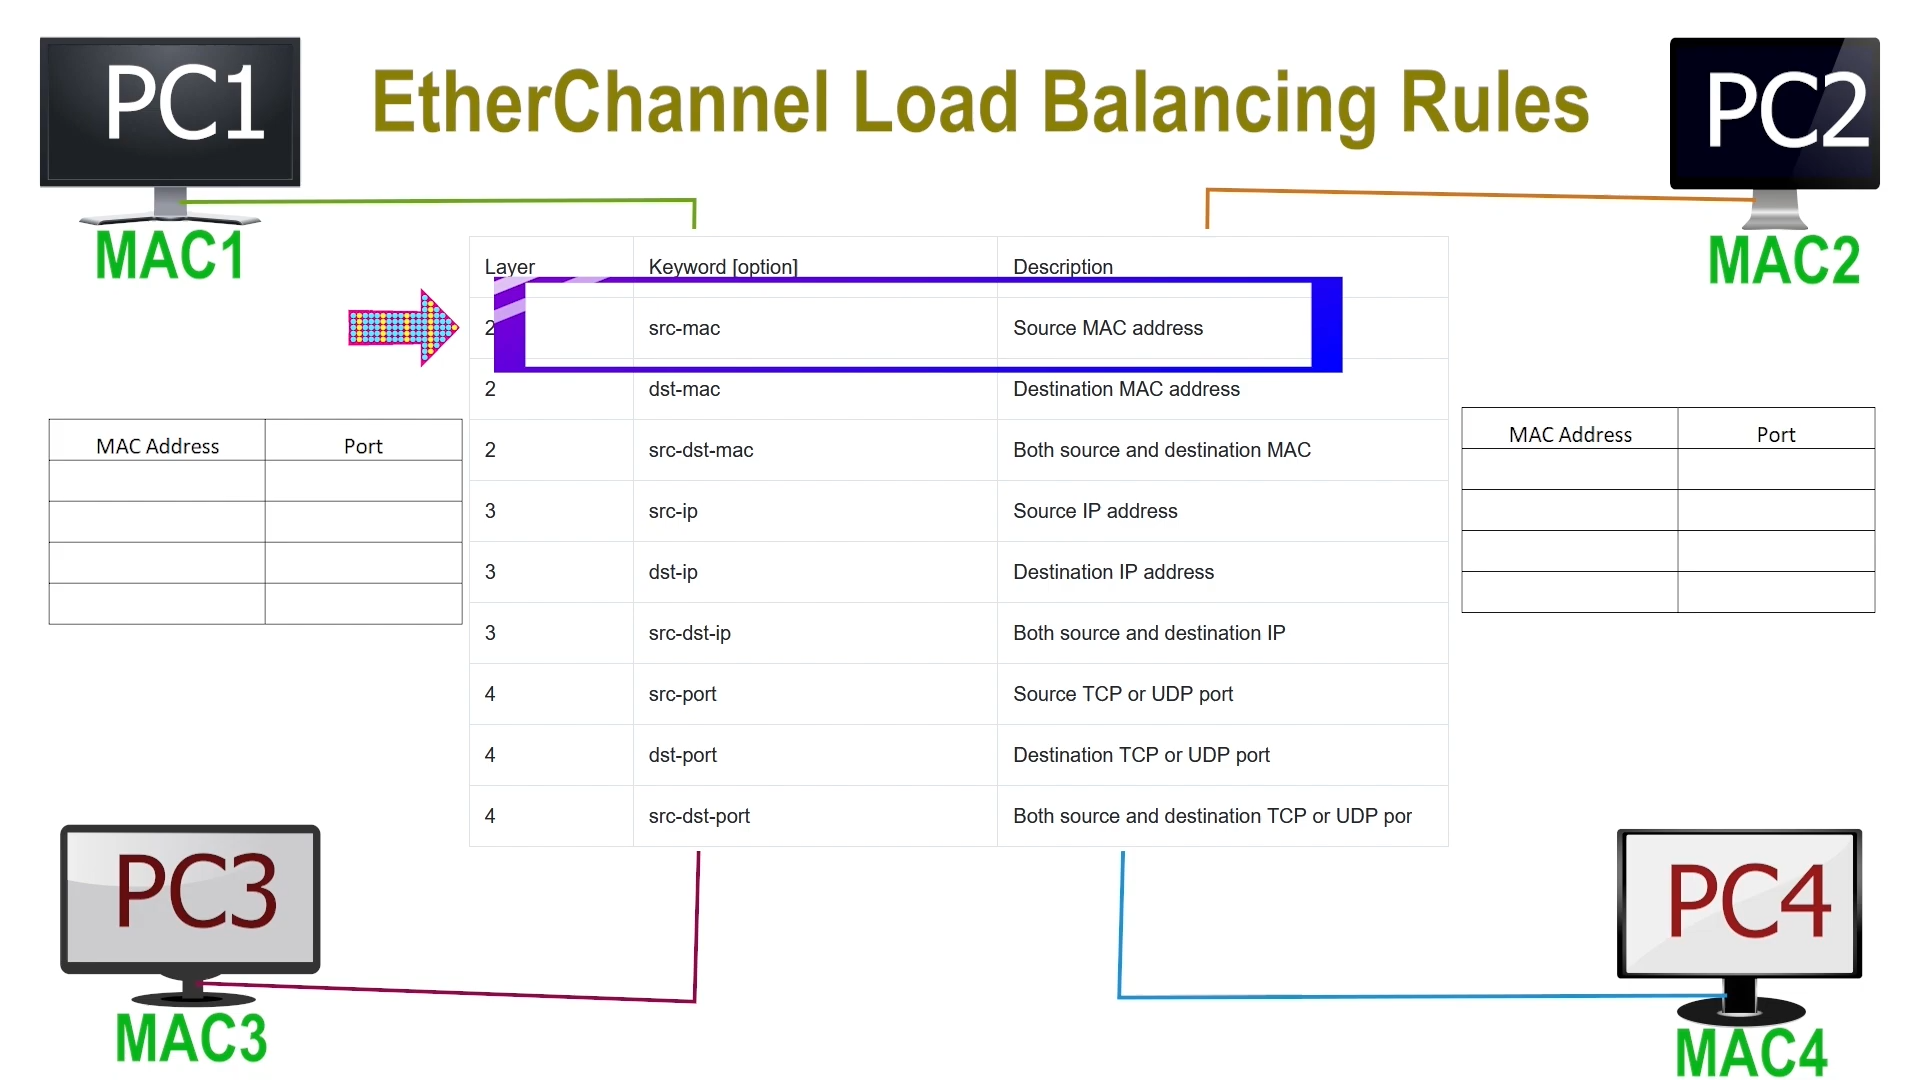 PC1
EtherChannel Load Balancing Rules
PC2
MAC1
MAC2
Layer Keyword [option] Description
2 src-mac Source MAC address
2 dst-mac Destination MAC address
2 src-dst-mac Both source and destination MAC
3 src-ip Source IP address
3 dst-ip Destination IP address
3 src-dst-ip Both source and destination IP
4 src-port Source TCP or UDP port
4 dst-port Destination TCP or UDP port
4 src-dst-port Both source and destination TCP or UDP por
MAC Address Port
MAC Address Port
PC3
PC4
MAC3
MAC4